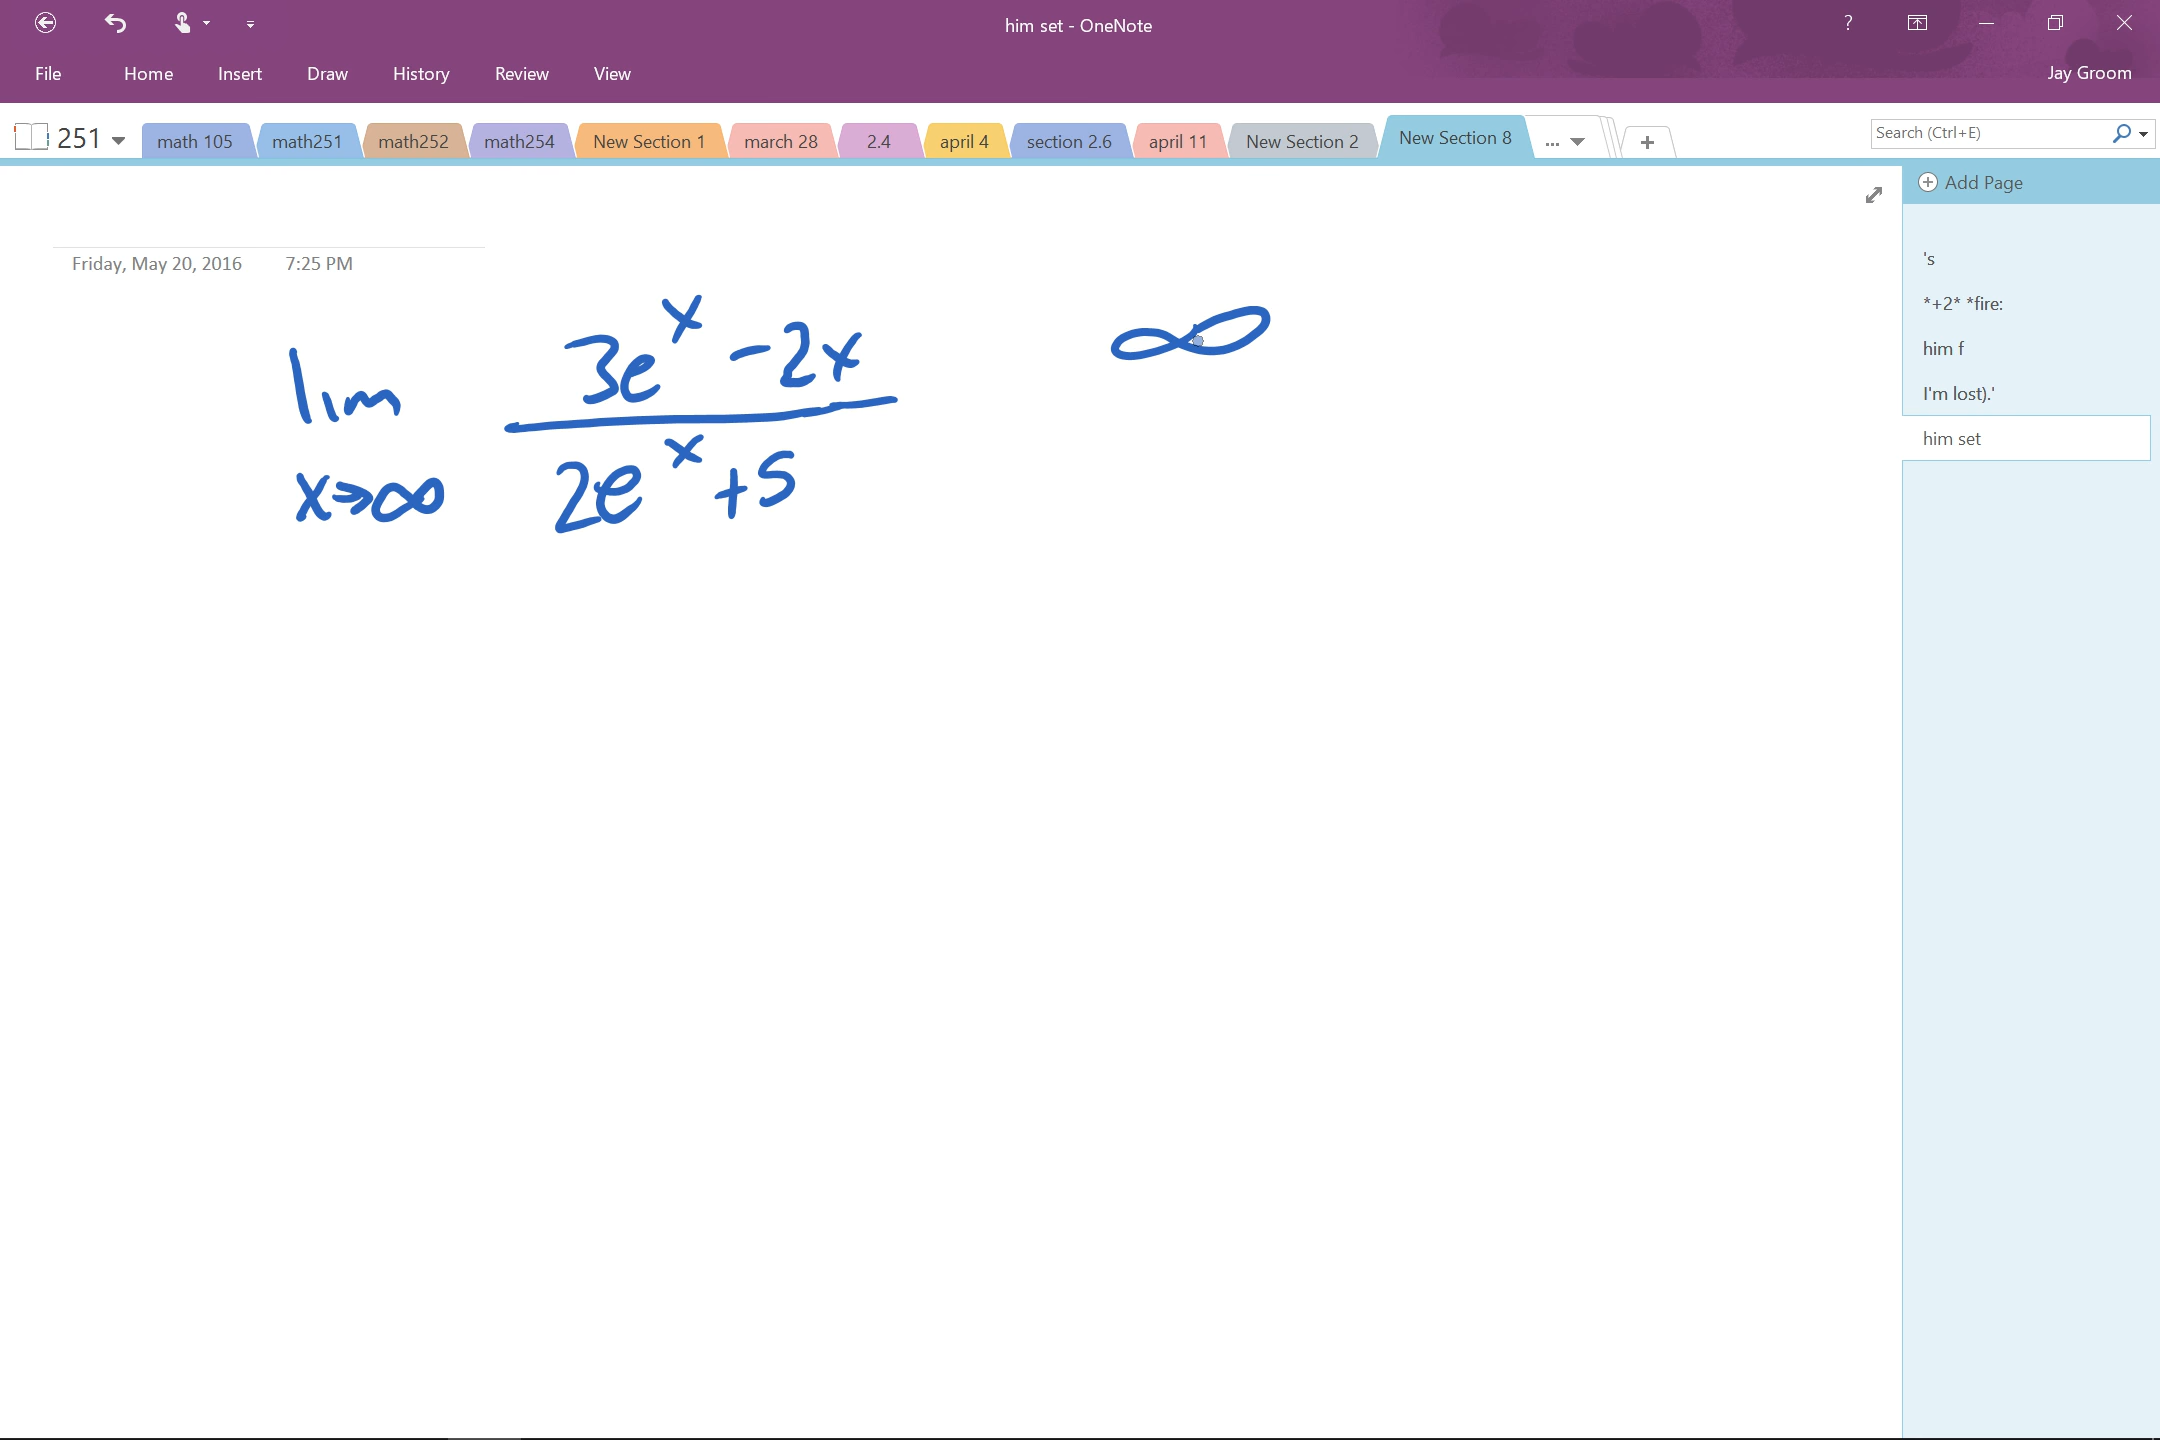 him set - OneNote
?
File Home Insert Draw History Review View
Jay Groom
251 math 105 math251 math252 math254 New Section 1 march 28 2.4 april 4 section 2.6 april 11 New Section 2 New Section 8 ... +
Search (Ctrl+E)
Add Page
Friday, May 20, 2016 7:25 PM
's
*+2* *fire:
him f
I'm lost).'
him set
3e^x - 2x
∞
lim
x→∞
2e^x + 5